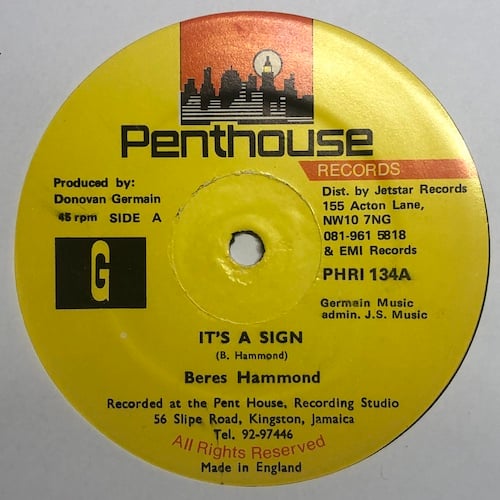 Penthouse
RECORDS
Produced by:
Donovan Germain
45 rpm SIDE A
G
Dist. by Jetstar Records
155 Acton Lane,
NW10 7NG
081-961 5818
& EMI Records
PHRI 134A
Germain Music
admin. J.S. Music
IT'S A SIGN
(B. Hammond)
Beres Hammond
Recorded at the Pent House, Recording Studio
56 Slipe Road, Kingston, Jamaica
Tel. 92-97446
All Rights Reserved
Made in England